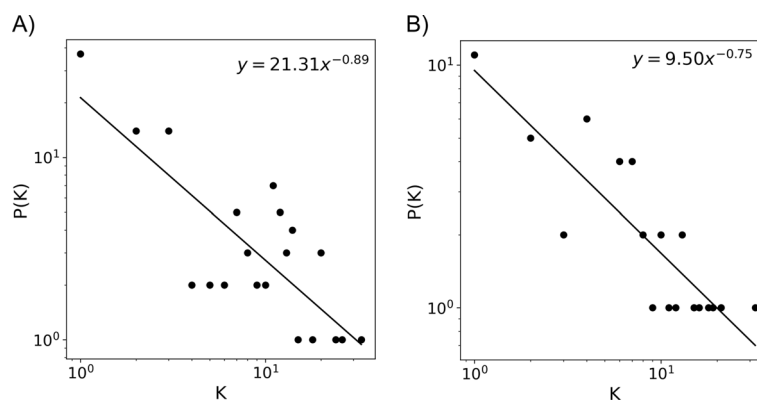 A)
y = 21.31x^{-0.89}
P(K)
10^1
10^0
10^0
10^1
K
B)
y = 9.50x^{-0.75}
P(K)
10^1
10^0
10^0
10^1
K